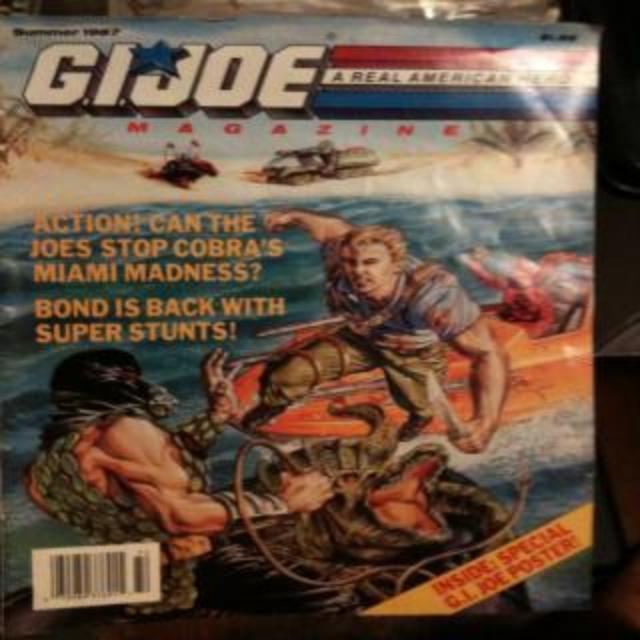 Summer 1987
G.I. JOE
A REAL AMERICAN HERO
MAGAZINE
ACTION! CAN THE
JOES STOP COBRA'S
MIAMI MADNESS?
BOND IS BACK WITH
SUPER STUNTS!
INSIDE: SPECIAL
G.I. JOE POSTER!